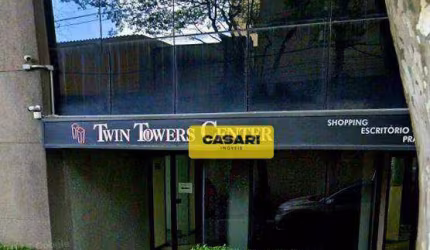 TWIN TOWERS CENTER
CASARI
IMÓVEIS
SHOPPING
ESCRITÓRIO